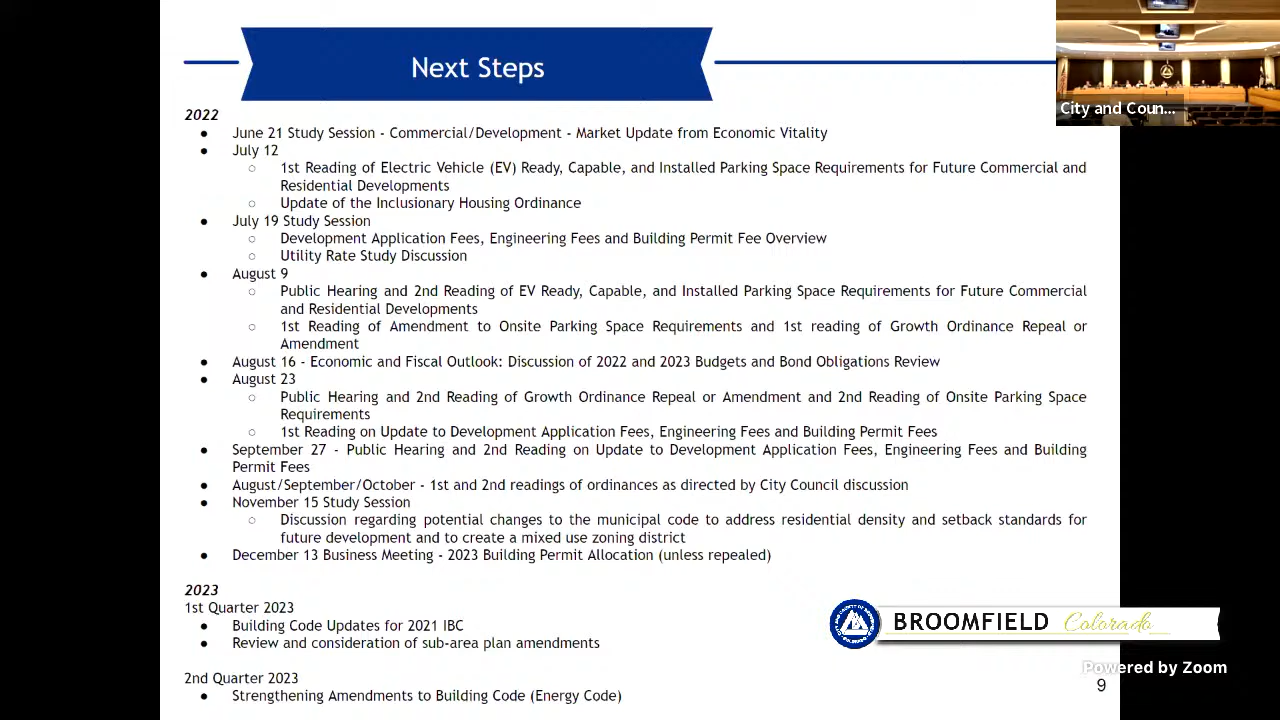 Next Steps
City and Coun...
2022
● June 21 Study Session - Commercial/Development - Market Update from Economic Vitality
● July 12
○ 1st Reading of Electric Vehicle (EV) Ready, Capable, and Installed Parking Space Requirements for Future Commercial and
Residential Developments
○ Update of the Inclusionary Housing Ordinance
● July 19 Study Session
○ Development Application Fees, Engineering Fees and Building Permit Fee Overview
○ Utility Rate Study Discussion
● August 9
○ Public Hearing and 2nd Reading of EV Ready, Capable, and Installed Parking Space Requirements for Future Commercial
and Residential Developments
○ 1st Reading of Amendment to Onsite Parking Space Requirements and 1st reading of Growth Ordinance Repeal or
Amendment
● August 16 - Economic and Fiscal Outlook: Discussion of 2022 and 2023 Budgets and Bond Obligations Review
● August 23
○ Public Hearing and 2nd Reading of Growth Ordinance Repeal or Amendment and 2nd Reading of Onsite Parking Space
Requirements
○ 1st Reading on Update to Development Application Fees, Engineering Fees and Building Permit Fees
● September 27 - Public Hearing and 2nd Reading on Update to Development Application Fees, Engineering Fees and Building
Permit Fees
● August/September/October - 1st and 2nd readings of ordinances as directed by City Council discussion
● November 15 Study Session
○ Discussion regarding potential changes to the municipal code to address residential density and setback standards for
future development and to create a mixed use zoning district
● December 13 Business Meeting - 2023 Building Permit Allocation (unless repealed)
2023
1st Quarter 2023
● Building Code Updates for 2021 IBC
● Review and consideration of sub-area plan amendments
2nd Quarter 2023
● Strengthening Amendments to Building Code (Energy Code)
BROOMFIELD Colorado
Powered by Zoom
9